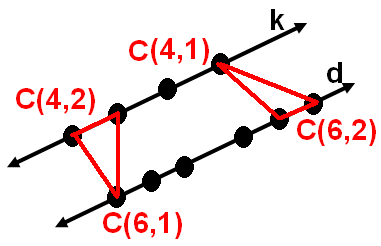 k
C(4,1)
d
C(4,2)
C(6,2)
C(6,1)